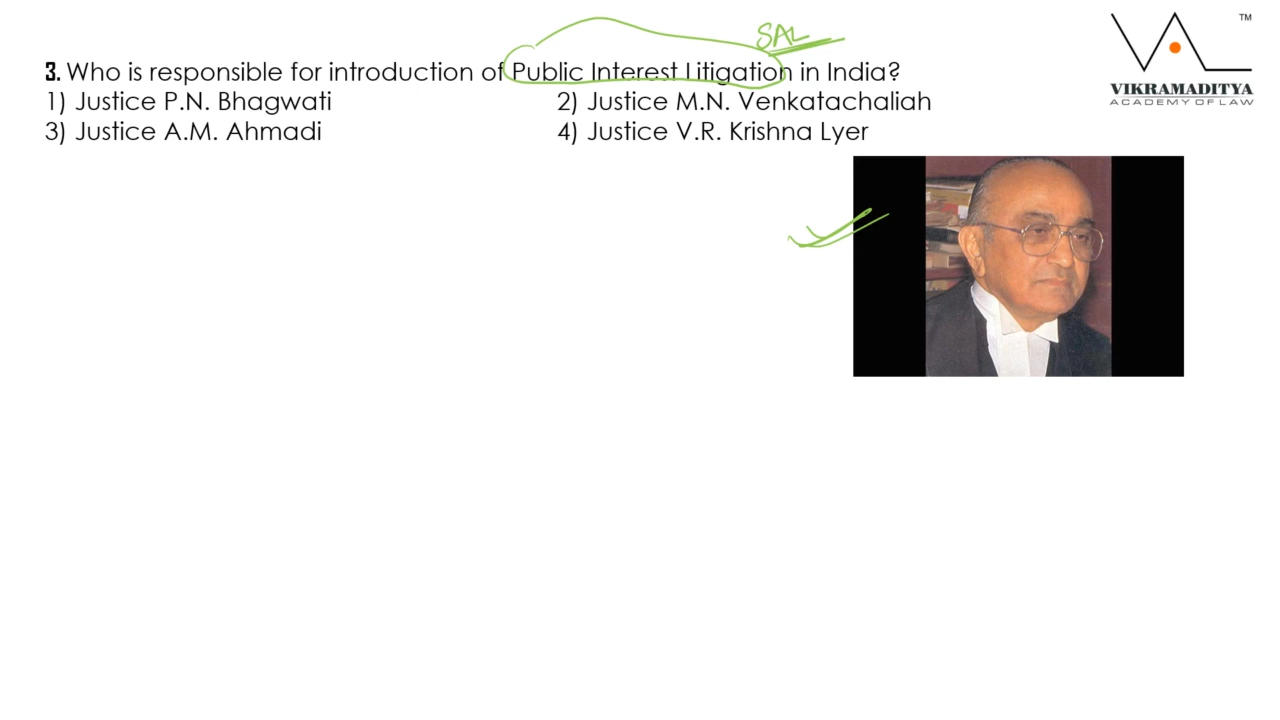 SAL
TM
3. Who is responsible for introduction of Public Interest Litigation in India?
1) Justice P.N. Bhagwati 2) Justice M.N. Venkatachaliah
3) Justice A.M. Ahmadi 4) Justice V.R. Krishna Lyer
VIKRAMADITYA
ACADEMY OF LAW